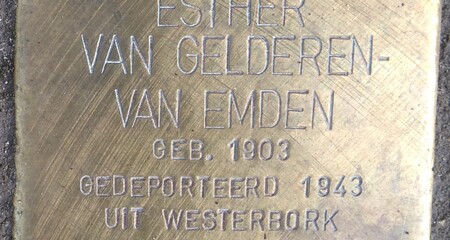 ESTHER
VAN GELDEREN-
VAN EMDEN
GEB. 1903
GEDEPORTEERD 1943
UIT WESTERBORK